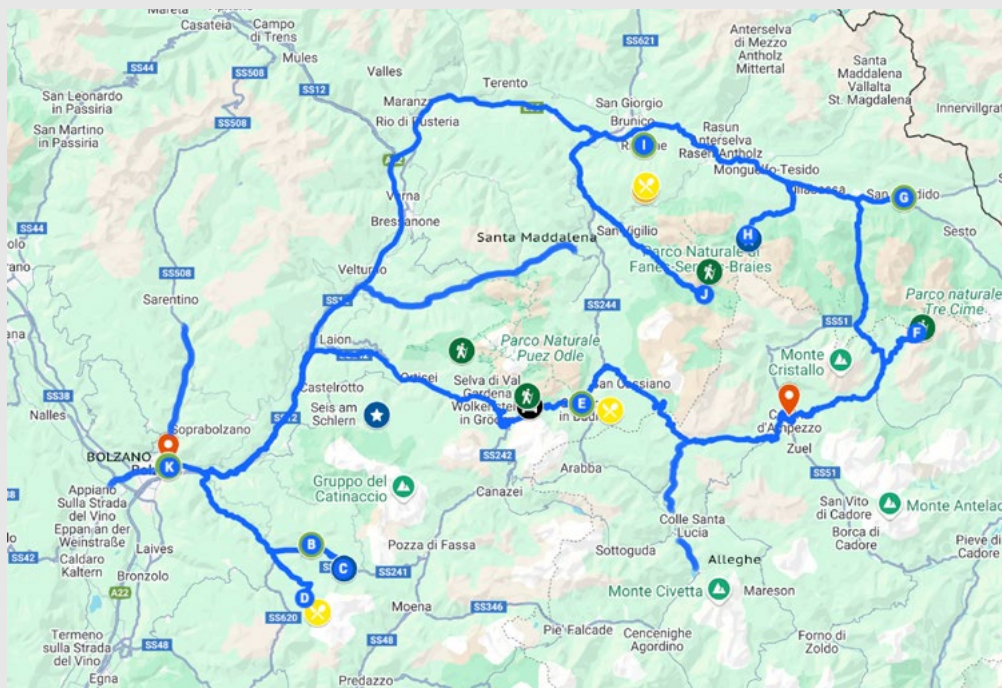 Mareta
Casateia
Campo
di Trens
Mules
SS44
SS508
SS12
Valles
Terento
SS621
Anterselva
di Mezzo
Antholz
Mittertal
Santa
Maddalena
Vallalta
St. Magdalena
Innervillgrat
San Leonardo
in Passiria
San Martino
in Passiria
SS508
Maranza
Rio di Pusteria
San Giorgio
Brunico
Rasun
Anterselva
Rasen Antholz
Monguelfo-Tesido
I
G
Varna
Bressanone
San Vigilio
Sesto
SS44
Santa Maddalena
H
Parco Naturale di
Fanes-Sennes-Braies
J
SS508
Sarentino
Velturno
SS244
Parco naturale
Tre Cime
F
SS51
Laion
Parco Naturale
Puez Odle
Monte
Cristallo
Ortisei
Castelrotto
Selva di Val
Gardena
Wolkenstein
in Gröd
San Cassiano
E
in Badia
SS38
Nalles
Seis am
Schlern
Soprabolzano
SS12
d'Ampezzo
Zuel
BOLZANO
K
SS242
Arabba
SS51
Appiano
Sulla Strada
del Vino
Eppan an der
Weinstraße
Gruppo del
Catinaccio
Canazei
San Vito
di Cadore
Monte Antelao
Borca di
Cadore
Colle Santa
Lucia
Caldaro
Kaltern
SS42
Laives
B
C
SS241
Pozza di Fassa
Sottoguda
Alleghe
Pieve di
Cadore
Bronzolo
A22
D
SS620
Moena
SS346
Monte Civetta
Mareson
Termeno
sulla Strada
del Vino
SS48
Pie' Falcade
Cencenighe
Agordino
Forno di
Zoldo
Egna
Predazzo
SS48